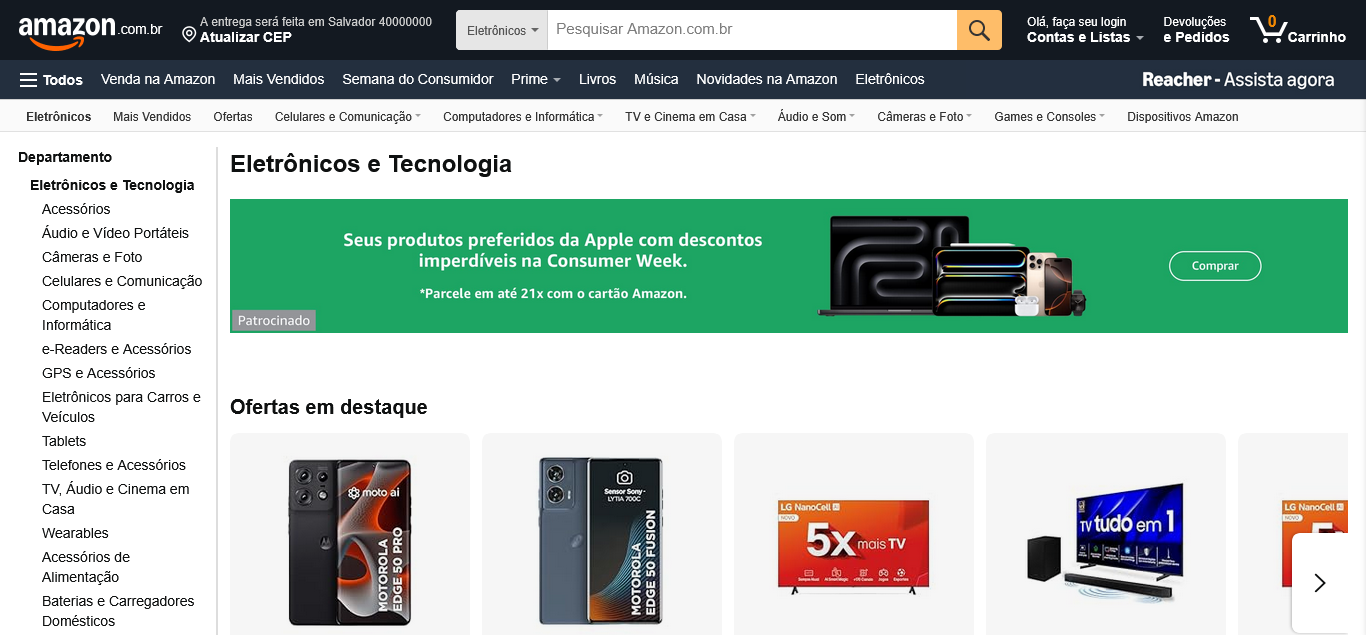 amazon.com.br
A entrega será feita em Salvador 40000000
Atualizar CEP
Eletrônicos
Pesquisar Amazon.com.br
Olá, faça seu login
Contas e Listas
Devoluções
e Pedidos
0
Carrinho
Todos
Venda na Amazon
Mais Vendidos
Semana do Consumidor
Prime
Livros
Música
Novidades na Amazon
Eletrônicos
Reacher - Assista agora
Eletrônicos
Mais Vendidos
Ofertas
Celulares e Comunicação
Computadores e Informática
TV e Cinema em Casa
Áudio e Som
Câmeras e Foto
Games e Consoles
Dispositivos Amazon
Departamento
Eletrônicos e Tecnologia
Acessórios
Áudio e Vídeo Portáteis
Câmeras e Foto
Celulares e Comunicação
Computadores e
Informática
e-Readers e Acessórios
GPS e Acessórios
Eletrônicos para Carros e
Veículos
Tablets
Telefones e Acessórios
TV, Áudio e Cinema em
Casa
Wearables
Acessórios de
Alimentação
Baterias e Carregadores
Domésticos
Eletrônicos e Tecnologia
Seus produtos preferidos da Apple com descontos
imperdíveis na Consumer Week.
*Parcele em até 21x com o cartão Amazon.
Comprar
Patrocinado
Ofertas em destaque
moto ai
MOTOROLA
EDGE 50 PRO
Sensor Sony -
LYTIA 700C
MOTOROLA
EDGE 50 FUSION
LG NanoCell AI
NOVO
5X mais TV
TV tudo em 1
LG NanoCell AI
NOVO